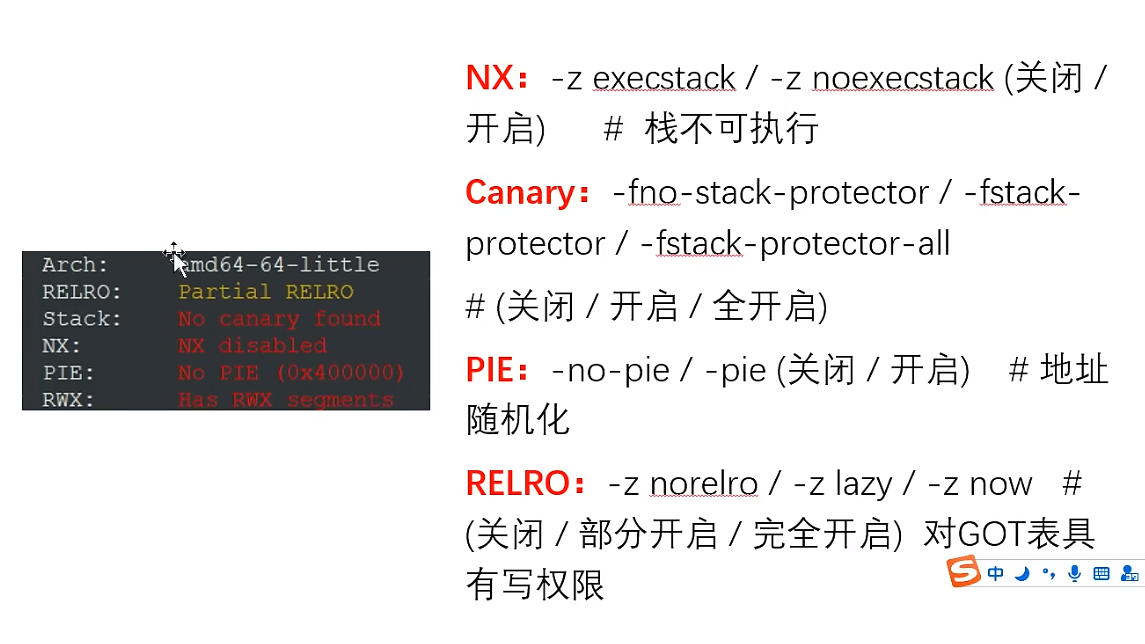 Arch: amd64-64-little
RELRO: Partial RELRO
Stack: No canary found
NX: NX disabled
PIE: No PIE (0x400000)
RWX: Has RWX segments
NX：-z execstack / -z noexecstack (关闭 /
开启) # 栈不可执行
Canary：-fno-stack-protector / -fstack-
protector / -fstack-protector-all
# (关闭 / 开启 / 全开启)
PIE：-no-pie / -pie (关闭 / 开启) # 地址
随机化
RELRO：-z norelro / -z lazy / -z now #
(关闭 / 部分开启 / 完全开启) 对GOT表具
有写权限
S 中